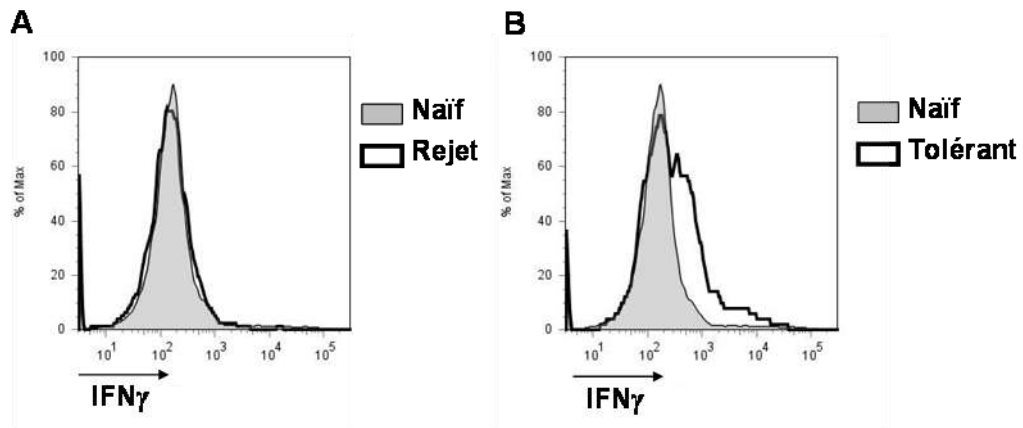 A
100
80
60
40
20
0
% of Max
10¹ 10² 10³ 10⁴ 10⁵
IFNγ
Naïf
Rejet
B
100
80
60
40
20
0
% of Max
10¹ 10² 10³ 10⁴ 10⁵
IFNγ
Naïf
Tolérant